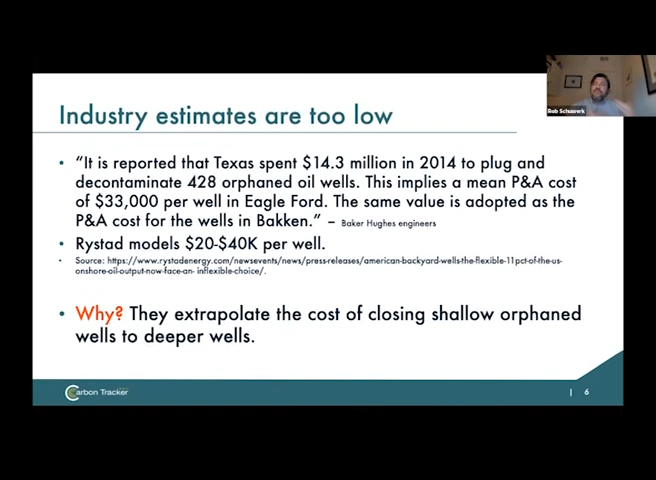 Industry estimates are too low
Rob Schuwerk
• "It is reported that Texas spent $14.3 million in 2014 to plug and
decontaminate 428 orphaned oil wells. This implies a mean P&A cost
of $33,000 per well in Eagle Ford. The same value is adopted as the
P&A cost for the wells in Bakken." – Baker Hughes engineers
• Rystad models $20-$40K per well.
• Source: https://www.rystadenergy.com/newsevents/news/press-releases/american-backyard-wells-the-flexible-11pct-of-the-us-
onshore-oil-output-now-face-an- inflexible-choice/.
• Why? They extrapolate the cost of closing shallow orphaned
wells to deeper wells.
Carbon Tracker
| 6